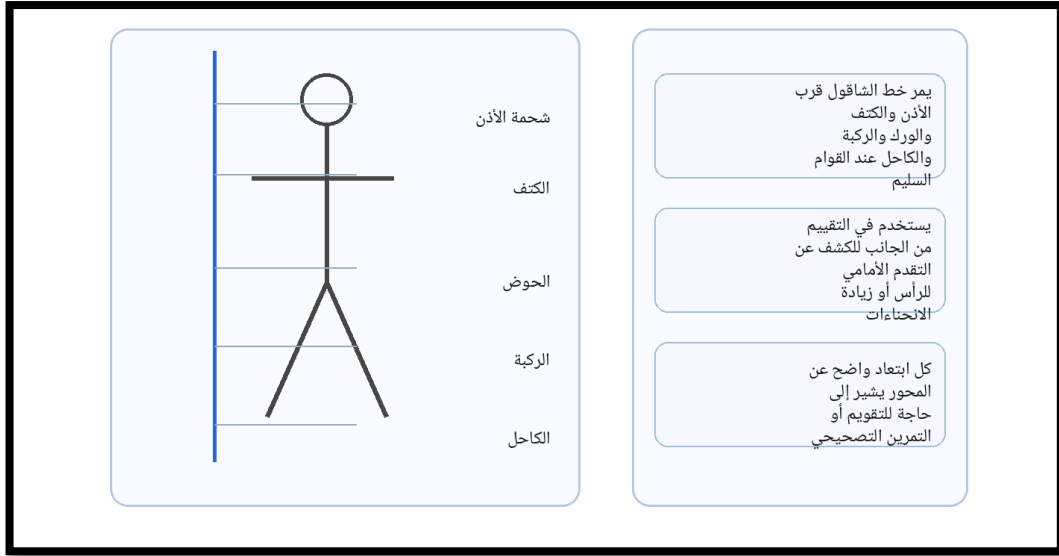 يمر خط الشاقول قرب
الأذن والكتف
والورك والركبة
والكاحل عند القوام
السليم
يستخدم في التقييم
من الجانب للكشف عن
التقدم الأمامي
للرأس أو زيادة
الانحناءات
كل ابتعاد واضح عن
المحور يشير إلى
حاجة للتقويم أو
التمرين التصحيحي
شحمة الأذن
الكتف
الحوض
الركبة
الكاحل